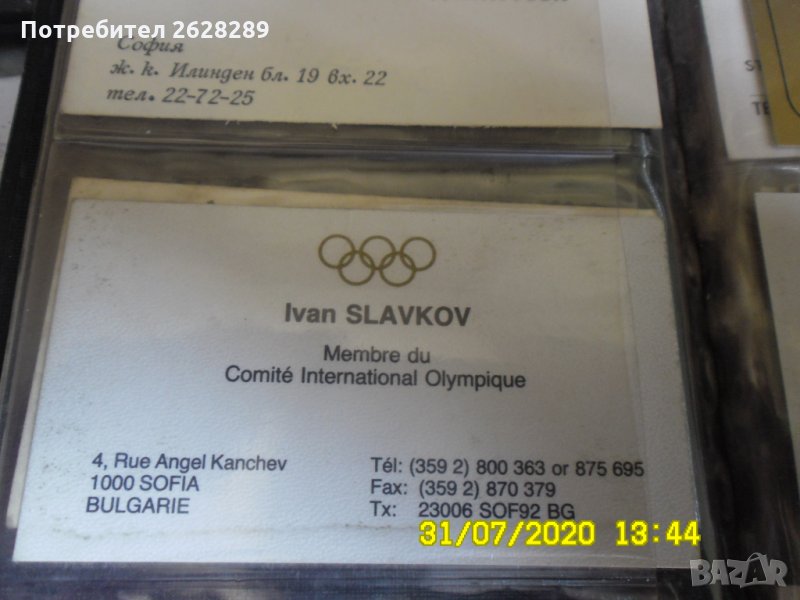 Потребител 2628289
София
ж. к. Илинден бл. 19 вх. 22
тел. 22-72-25
Ivan SLAVKOV
Membre du
Comité International Olympique
4, Rue Angel Kanchev
1000 SOFIA
BULGARIE
Tél: (359 2) 800 363 or 875 695
Fax: (359 2) 870 379
Tx: 23006 SOF92 BG
31/07/2020 13:44
BAZAR